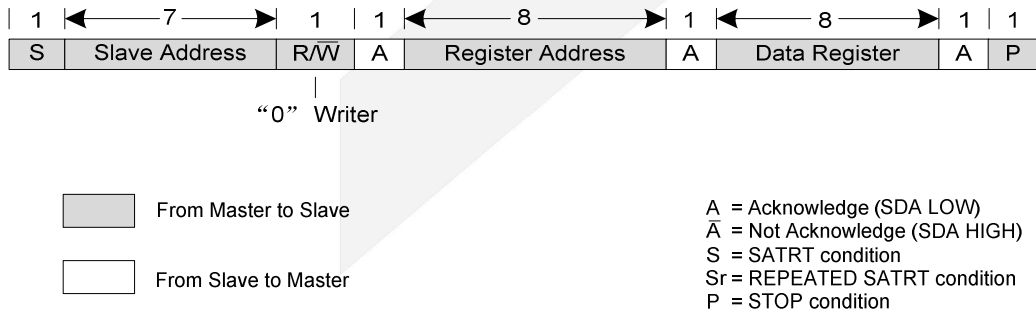 1 7 1 1 8 1 8 1 1
S Slave Address R/W̅ A Register Address A Data Register A P
“0” Writer
From Master to Slave
From Slave to Master
A = Acknowledge (SDA LOW)
A̅ = Not Acknowledge (SDA HIGH)
S = SATRT condition
Sr = REPEATED SATRT condition
P = STOP condition